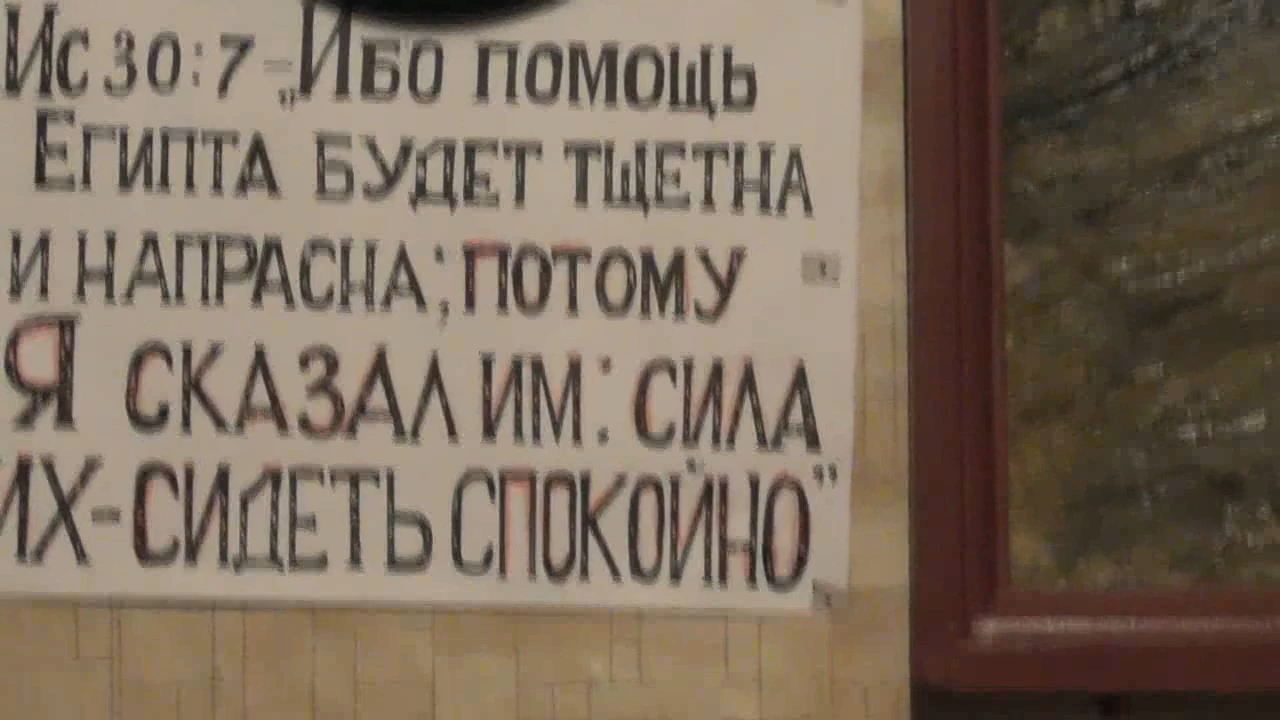 Ис 30:7 - „Ибо помощь
Египта будет тщетна
и напрасна; потому
Я сказал им: сила
их-сидеть спокойно”